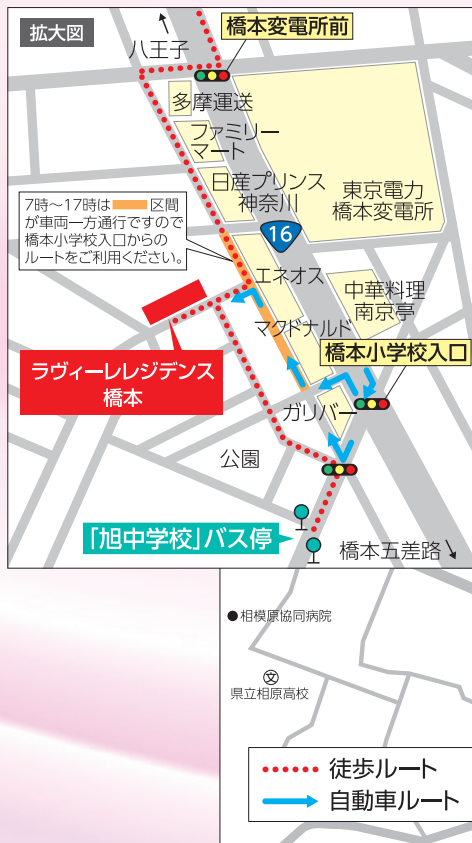 拡大図
八王子
橋本変電所前
多摩運送
ファミリー
マート
日産プリンス
神奈川
東京電力
橋本変電所
7時～17時は 区間
が車両一方通行ですので
橋本小学校入口からの
ルートをご利用ください。
16
エネオス
中華料理
南京亭
マクドナルド
橋本小学校入口
ラヴィーレレジデンス
橋本
ガリバー
公園
「旭中学校」バス停
橋本五差路
相模原協同病院
文
県立相原高校
徒歩ルート
自動車ルート